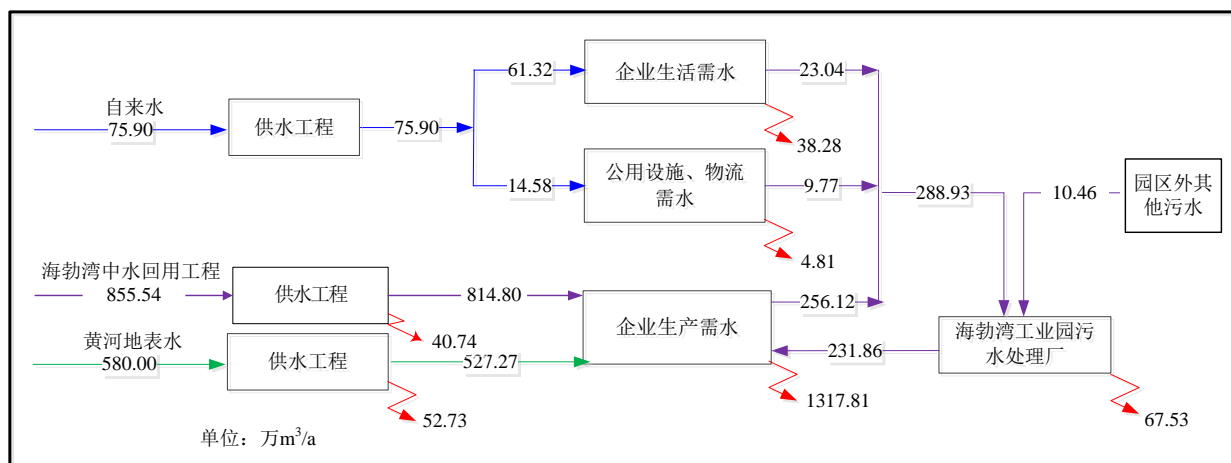 自来水
75.90
供水工程
75.90
61.32
企业生活需水
23.04
38.28
14.58
公用设施、物流
需水
9.77
4.81
288.93
10.46
园区外其
他污水
海勃湾中水回用工程
855.54
供水工程
814.80
40.74
黄河地表水
580.00
供水工程
527.27
52.73
企业生产需水
256.12
231.86
1317.81
海勃湾工业园污
水处理厂
67.53
单位：万m³/a